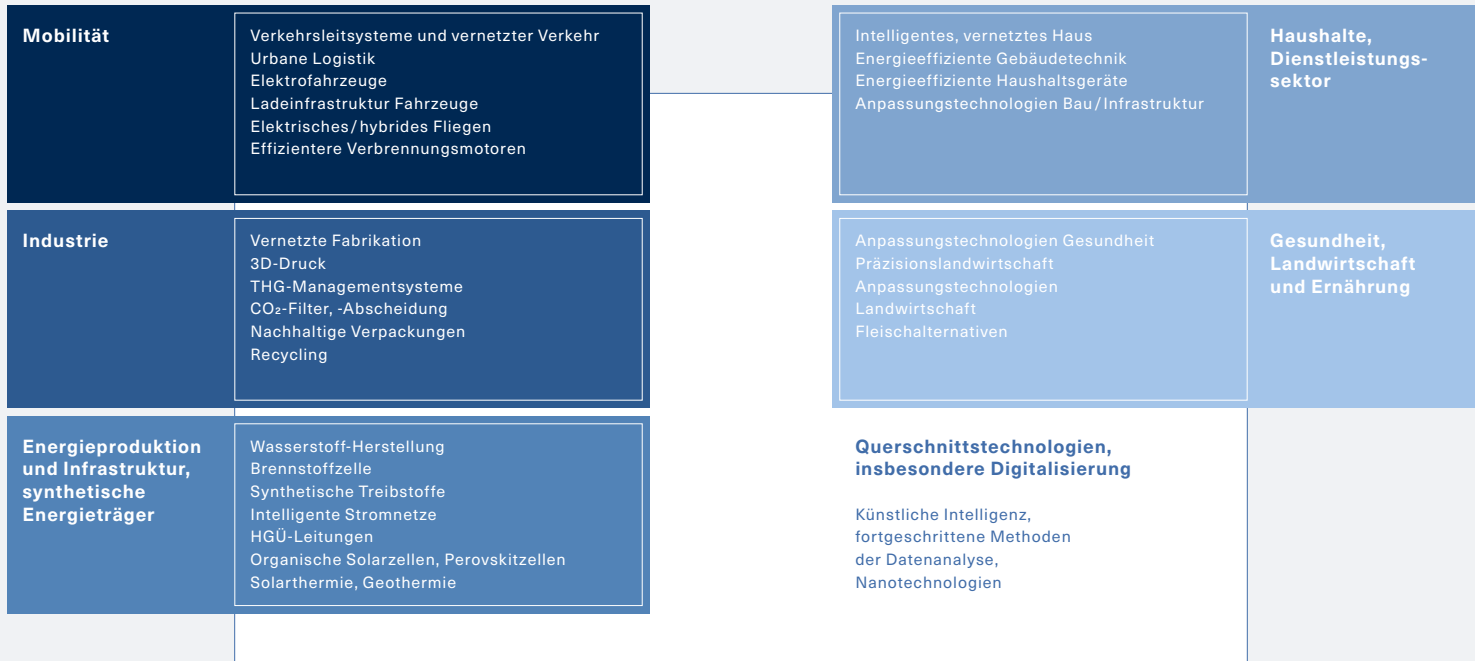 Mobilität
Verkehrsleitsysteme und vernetzter Verkehr
Urbane Logistik
Elektrofahrzeuge
Ladeinfrastruktur Fahrzeuge
Elektrisches/hybrides Fliegen
Effizientere Verbrennungsmotoren
Intelligentes, vernetztes Haus
Energieeffiziente Gebäudetechnik
Energieeffiziente Haushaltsgeräte
Anpassungstechnologien Bau/Infrastruktur
Haushalte,
Dienstleistungs-
sektor
Industrie
Vernetzte Fabrikation
3D-Druck
THG-Managementsysteme
CO₂-Filter, -Abscheidung
Nachhaltige Verpackungen
Recycling
Anpassungstechnologien Gesundheit
Präzisionslandwirtschaft
Anpassungstechnologien
Landwirtschaft
Fleischalternativen
Gesundheit,
Landwirtschaft
und Ernährung
Energieproduktion
und Infrastruktur,
synthetische
Energieträger
Wasserstoff-Herstellung
Brennstoffzelle
Synthetische Treibstoffe
Intelligente Stromnetze
HGÜ-Leitungen
Organische Solarzellen, Perovskitzellen
Solarthermie, Geothermie
Querschnittstechnologien,
insbesondere Digitalisierung
Künstliche Intelligenz,
fortgeschrittene Methoden
der Datenanalyse,
Nanotechnologien